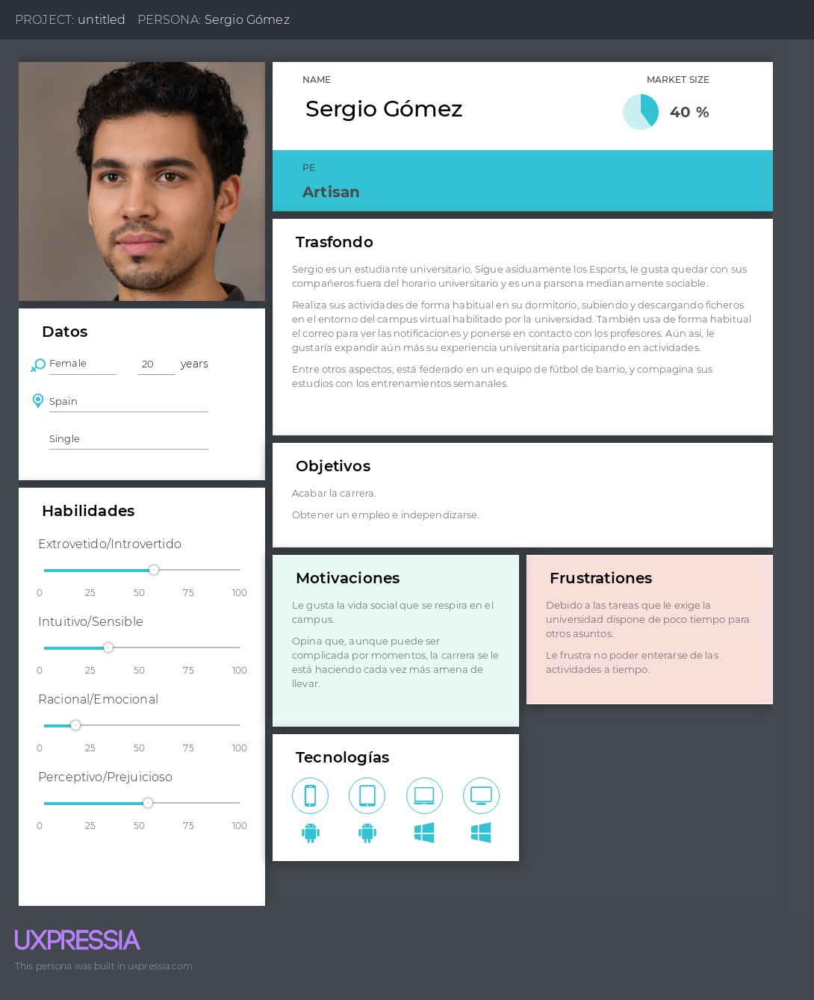 PROJECT: untitled PERSONA: Sergio Gómez
NAME
Sergio Gómez
MARKET SIZE
40 %
PE
Artisan
Datos
Female 20 years
Spain
Single
Habilidades
Extrovetido/Introvertido
0 25 50 75 100
Intuitivo/Sensible
0 25 50 75 100
Racional/Emocional
0 25 50 75 100
Perceptivo/Prejuicioso
0 25 50 75 100
Trasfondo
Sergio es un estudiante universitario. Sigue asiduamente los Esports, le gusta quedar con sus
compañeros fuera del horario universitario y es una parsona medianamente sociable.
Realiza sus actividades de forma habitual en su dormitorio, subiendo y descargando ficheros
en el entorno del campus virtual habilitado por la universidad. También usa de forma habitual
el correo para ver las notificaciones y ponerse en contacto con los profesores. Aún así, le
gustaría expandir aún más su experiencia universitaria participando en actividades.
Entre otros aspectos, está federado en un equipo de fútbol de barrio, y compagina sus
estudios con los entrenamientos semanales.
Objetivos
Acabar la carrera.
Obtener un empleo e independizarse.
Motivaciones
Le gusta la vida social que se respira en el
campus.
Opina que, aunque puede ser
complicada por momentos, la carrera se le
está haciendo cada vez más amena de
llevar.
Frustrationes
Debido a las tareas que le exige la
universidad dispone de poco tiempo para
otros asuntos.
Le frustra no poder enterarse de las
actividades a tiempo.
Tecnologías
UXPRESSIA
This persona was built in uxpressia.com